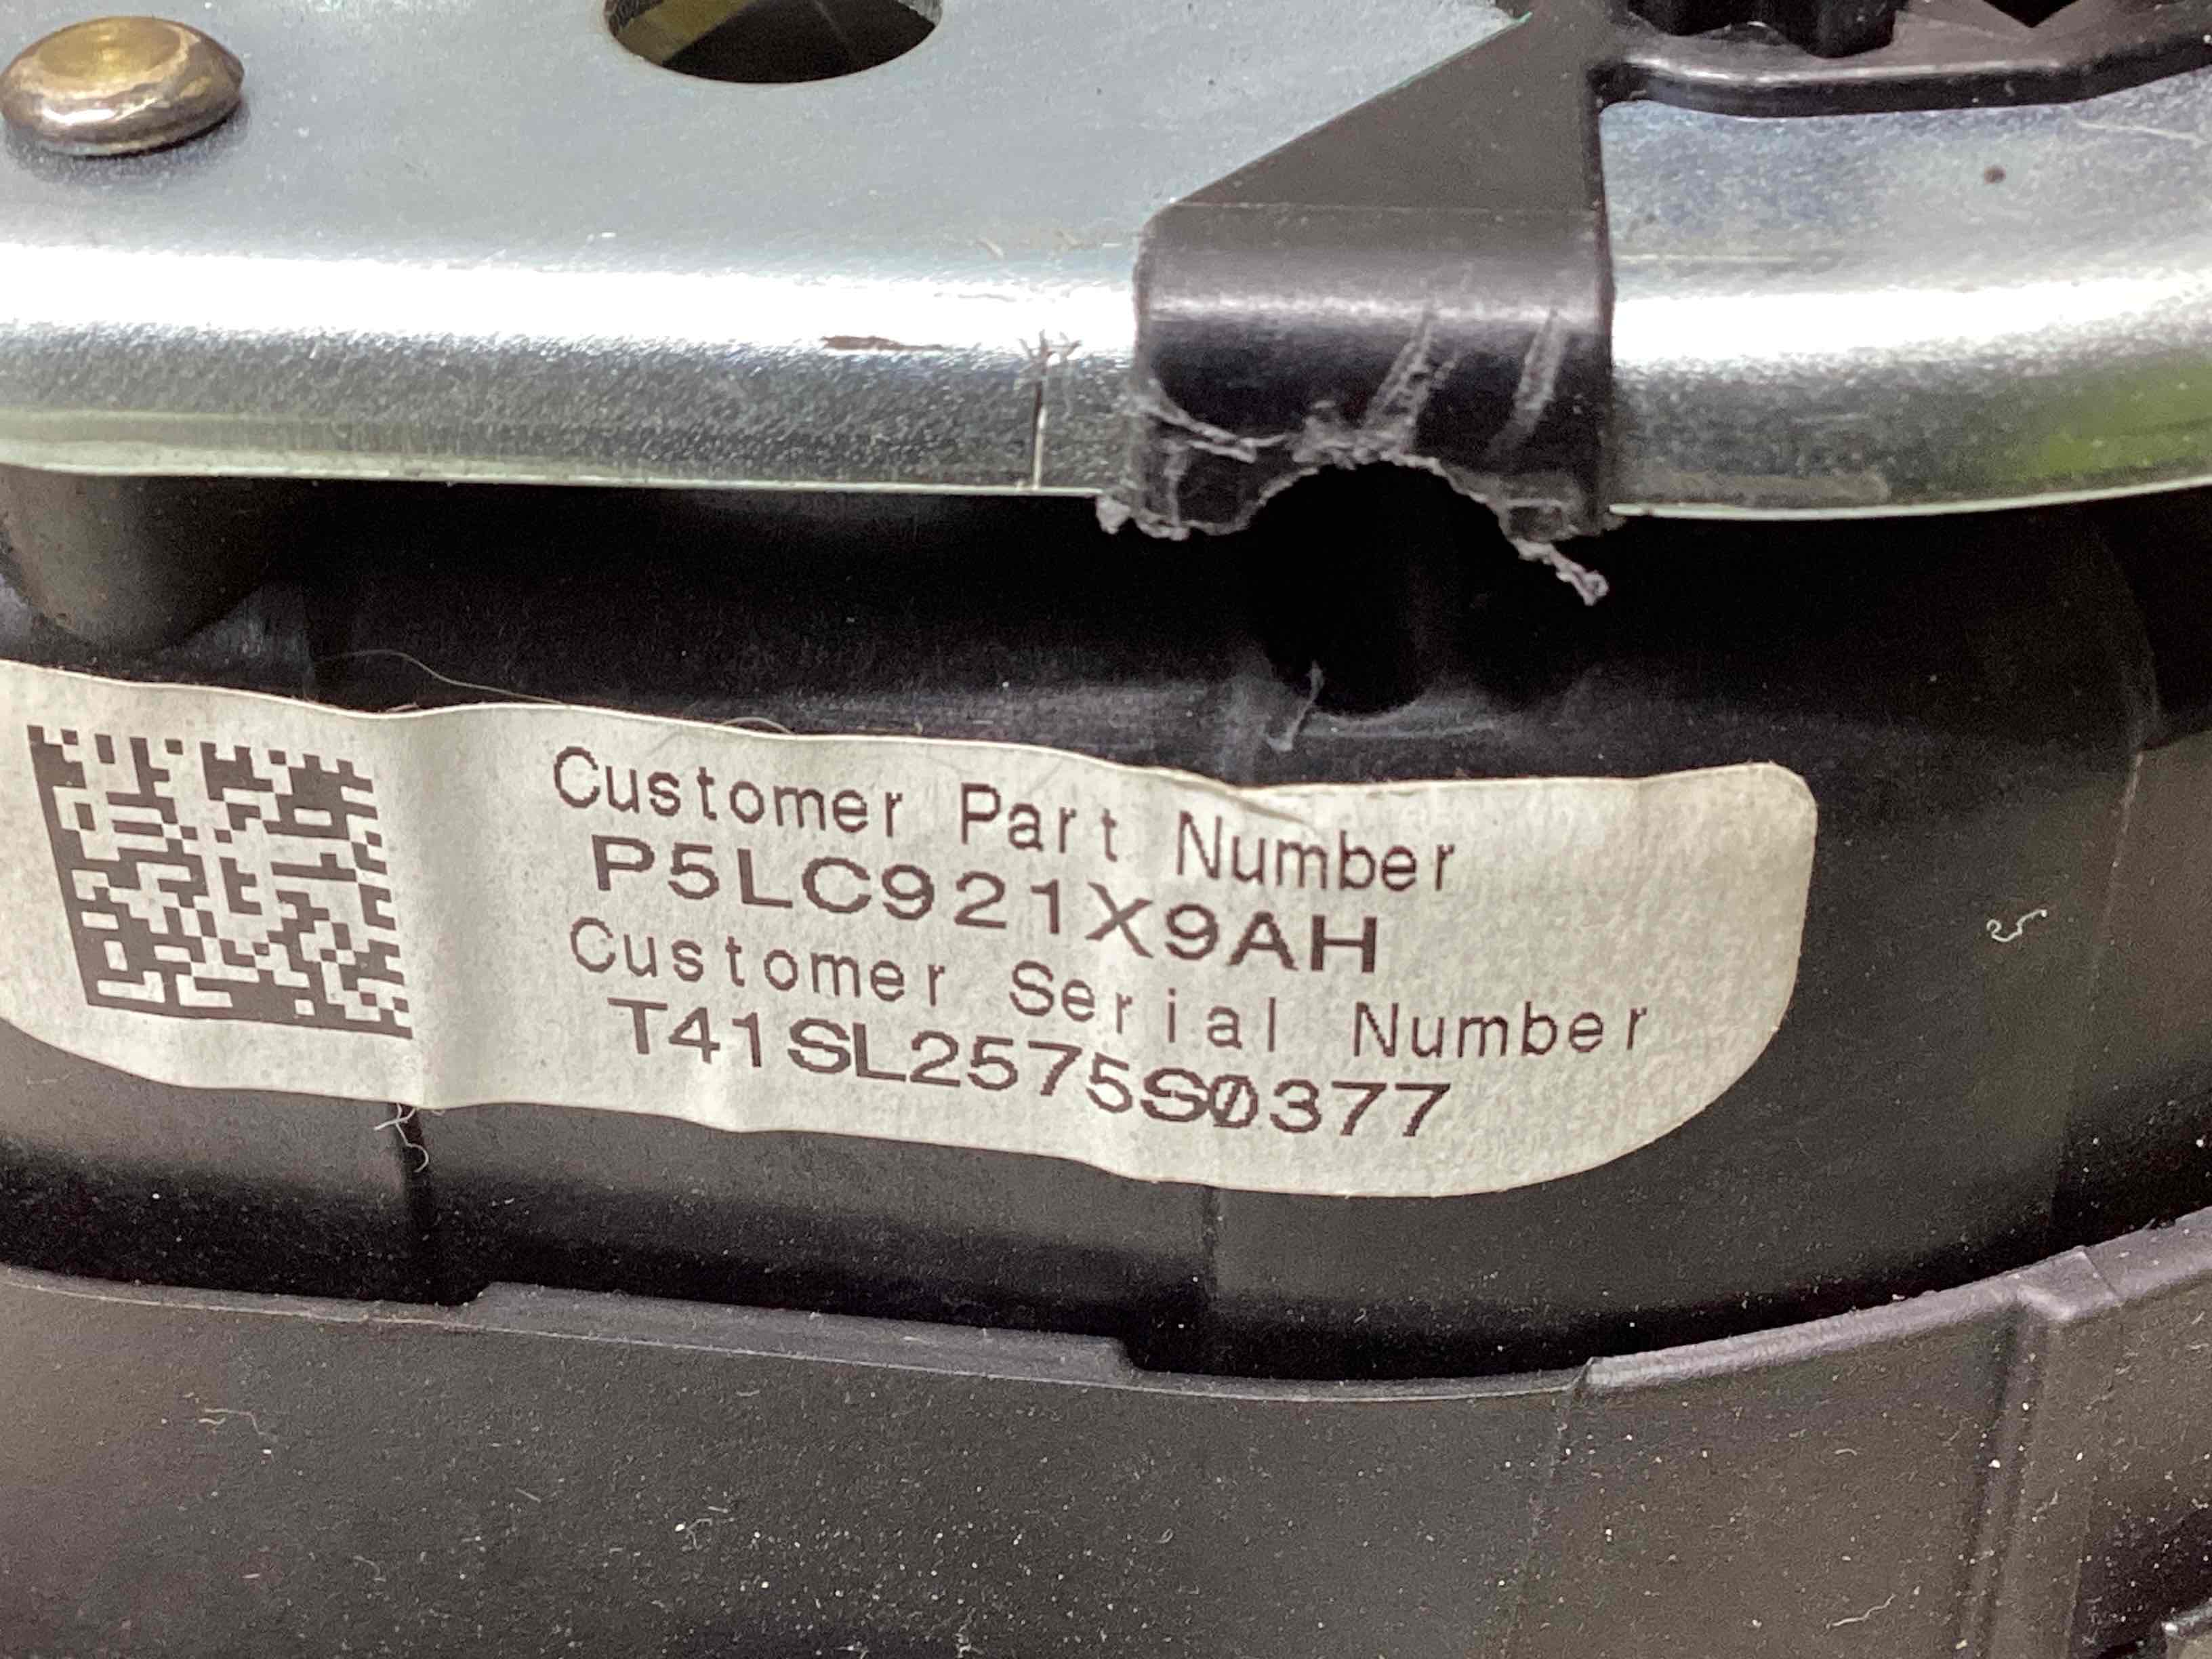 Customer Part Number
P5LC921X9AH
Customer Serial Number
T41SL2575S0377